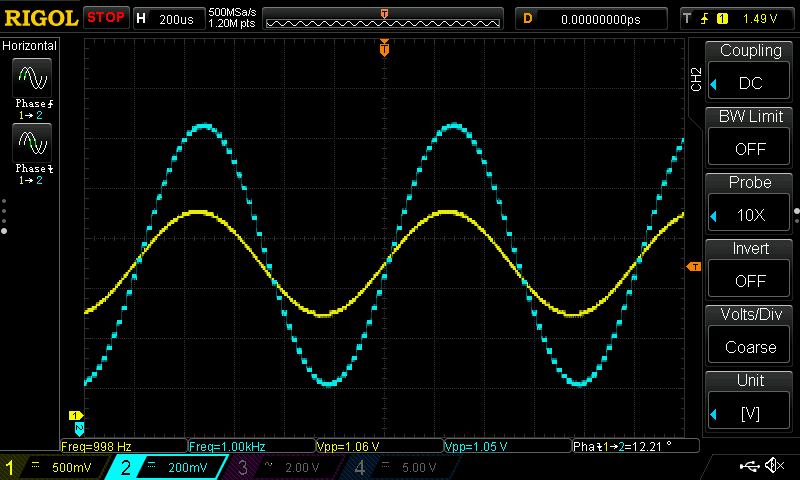 RIGOL STOP H 200us 500MSa/s 1.20M pts T D 0.00000000ps T 1 1.49 V
Horizontal
Phase
1→2
Phase
1→2
T
T
1
2
CH2
Coupling
DC
BW Limit
OFF
Probe
10X
Invert
OFF
Volts/Div
Coarse
Unit
[V]
Freq=998 Hz Freq=1.00kHz Vpp=1.06 V Vpp=1.05 V Pha1→2=12.21 °
1 500mV 2 200mV 3 ~ 2.00 V 4 5.00 V